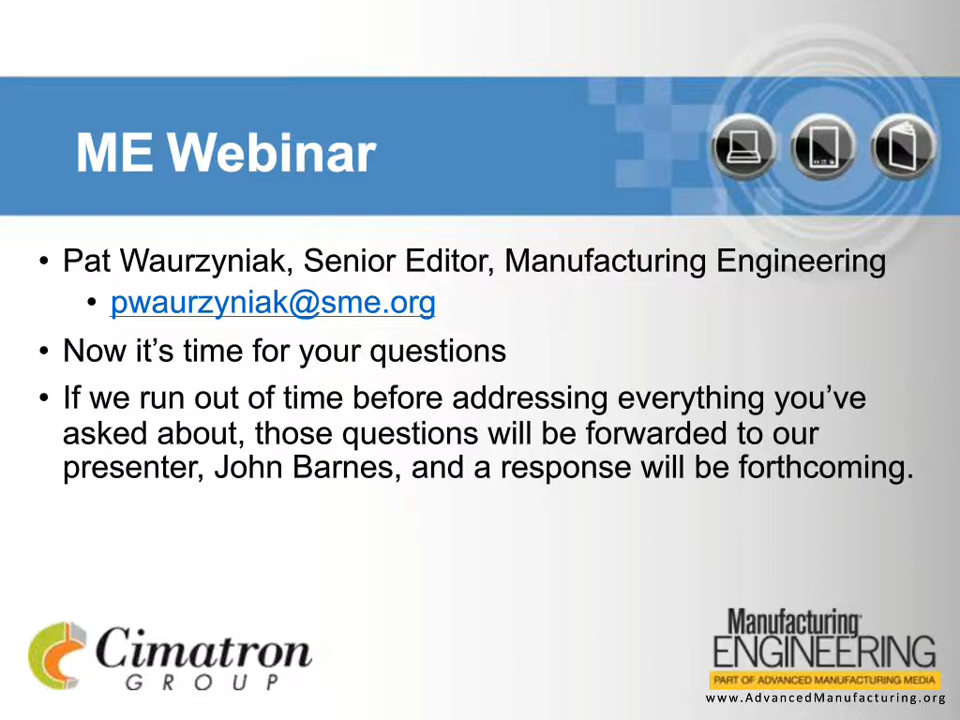 ME Webinar
• Pat Waurzyniak, Senior Editor, Manufacturing Engineering
• pwaurzyniak@sme.org
• Now it’s time for your questions
• If we run out of time before addressing everything you’ve
asked about, those questions will be forwarded to our
presenter, John Barnes, and a response will be forthcoming.
Cimatron
GROUP
Manufacturing
ENGINEERING
PART OF ADVANCED MANUFACTURING MEDIA
www.AdvancedManufacturing.org